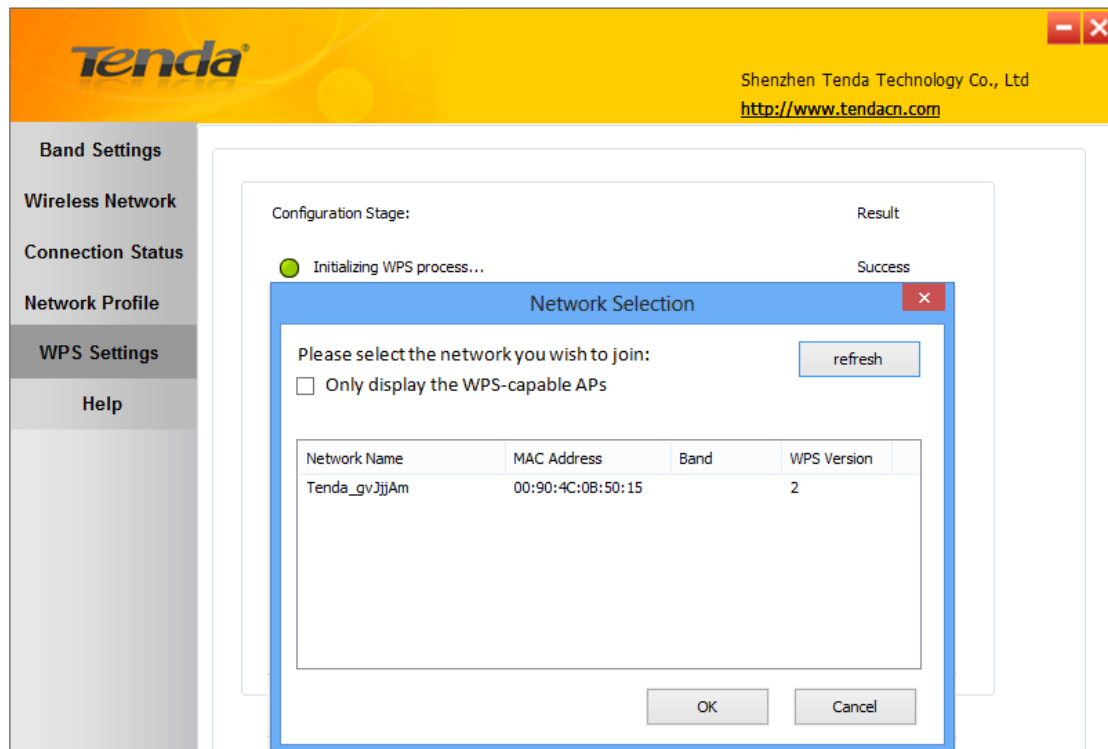 Tenda®
Shenzhen Tenda Technology Co., Ltd
http://www.tendacn.com
Band Settings
Wireless Network
Connection Status
Network Profile
WPS Settings
Help
Configuration Stage: Result
Initializing WPS process... Success
Network Selection
Please select the network you wish to join:
refresh
Only display the WPS-capable APs
Network Name MAC Address Band WPS Version
Tenda_gvJjjAm 00:90:4C:0B:50:15 2
OK Cancel